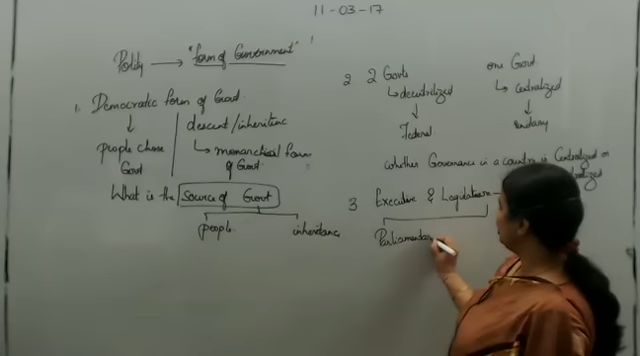 11-03-17
Polity → "form of Government"
1. Democratic form of Govt.
↓
people chose
Govt
descent/inheritence
↳ monarchical form
of Govt.
What is the source of Govt
people inheritance
2 2 Govts
↳ decentralized
↓
Federal
one Govt
↳ centralized
↓
Unitary
whether Governance in a country is Centralized or
3 Executive & Legislature -
Parliamentary